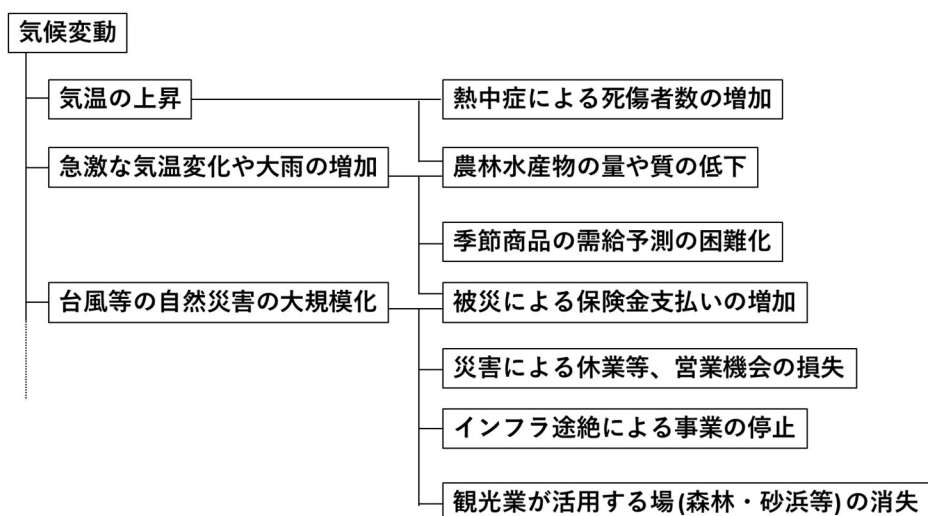 気候変動
気温の上昇
熱中症による死傷者数の増加
急激な気温変化や大雨の増加
農林水産物の量や質の低下
季節商品の需給予測の困難化
台風等の自然災害の大規模化
被災による保険金支払いの増加
災害による休業等、営業機会の損失
インフラ途絶による事業の停止
観光業が活用する場(森林・砂浜等)の消失